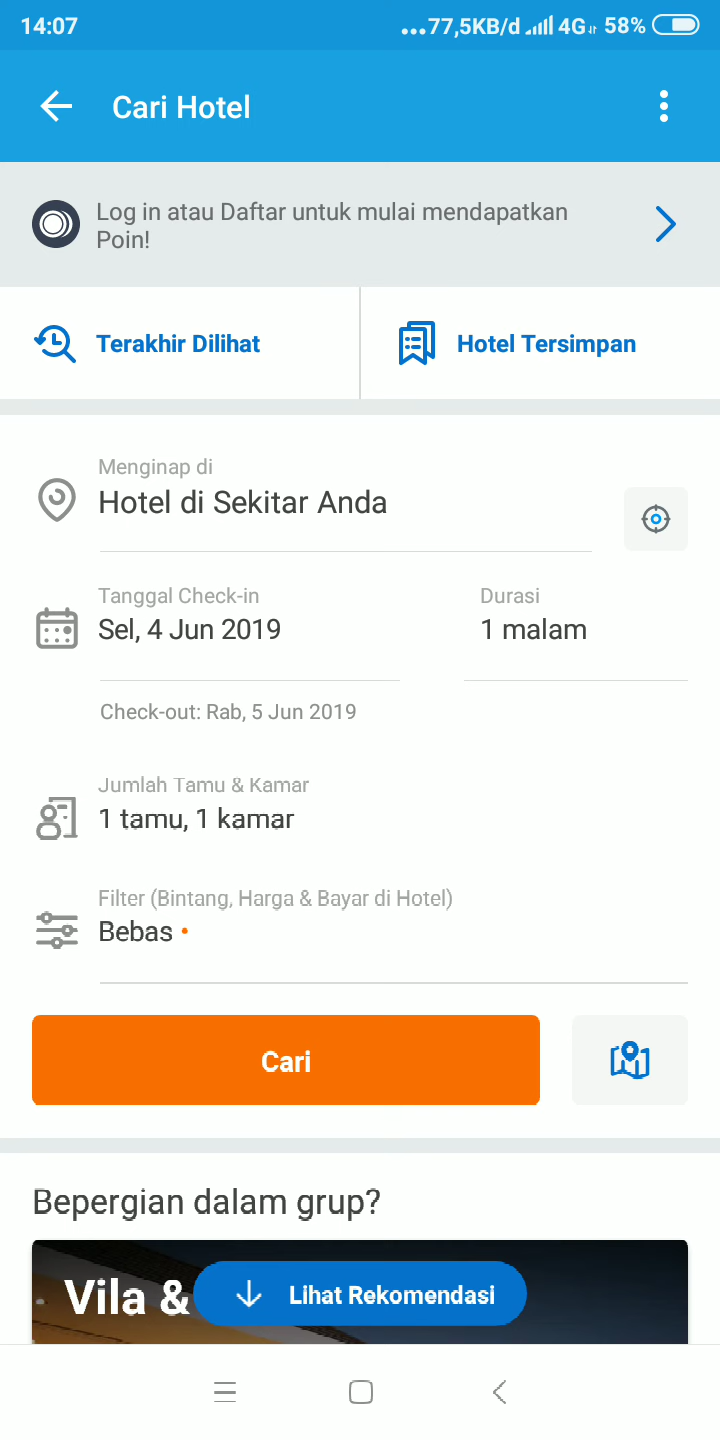 14:07
...77,5KB/d 4G 58%
Cari Hotel
Log in atau Daftar untuk mulai mendapatkan
Poin!
Terakhir Dilihat
Hotel Tersimpan
Menginap di
Hotel di Sekitar Anda
Tanggal Check-in
Durasi
Sel, 4 Jun 2019
1 malam
Check-out: Rab, 5 Jun 2019
Jumlah Tamu & Kamar
1 tamu, 1 kamar
Filter (Bintang, Harga & Bayar di Hotel)
Bebas
Cari
Bepergian dalam grup?
Vila &
Lihat Rekomendasi